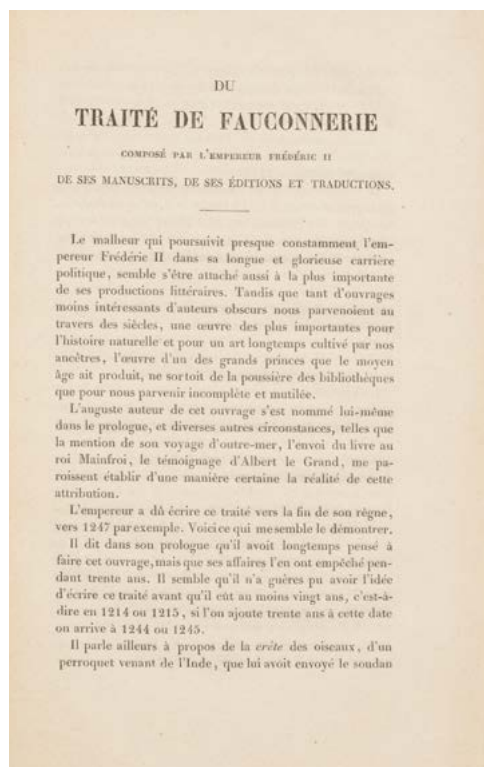 DU
TRAITÉ DE FAUCONNERIE
COMPOSÉ PAR L'EMPEREUR FRÉDÉRIC II
DE SES MANUSCRITS, DE SES ÉDITIONS ET TRADUCTIONS.
Le malheur qui poursuivit presque constamment l'em-
pereur Frédéric II dans sa longue et glorieuse carrière
politique, semble s'être attaché aussi à la plus importante
de ses productions littéraires. Tandis que tant d'ouvrages
moins intéressants d'auteurs obscurs nous parvenoient au
travers des siècles, une œuvre des plus importantes pour
l'histoire naturelle et pour un art longtemps cultivé par nos
ancêtres, l'œuvre d'un des grands princes que le moyen
âge ait produit, ne sortoit de la poussière des bibliothèques
que pour nous parvenir incomplète et mutilée.
L'auguste auteur de cet ouvrage s'est nommé lui-même
dans le prologue, et diverses autres circonstances, telles que
la mention de son voyage d'outre-mer, l'envoi du livre au
roi Mainfroi, le témoignage d'Albert le Grand, me pa-
roissent établir d'une manière certaine la réalité de cette
attribution.
L'empereur a dû écrire ce traité vers la fin de son règne,
vers 1247 par exemple. Voici ce qui me semble le démontrer.
Il dit dans son prologue qu'il avoit longtemps pensé à
faire cet ouvrage, mais que ses affaires l'en ont empêché pen-
dant trente ans. Il semble qu'il n'a guères pu avoir l'idée
d'écrire ce traité avant qu'il eût au moins vingt ans, c'est-à-
dire en 1214 ou 1215, si l'on ajoute trente ans à cette date
on arrive à 1244 ou 1245.
Il parle ailleurs à propos de la crête des oiseaux, d'un
perroquet venant de l'Inde, que lui avoit envoyé le soudan